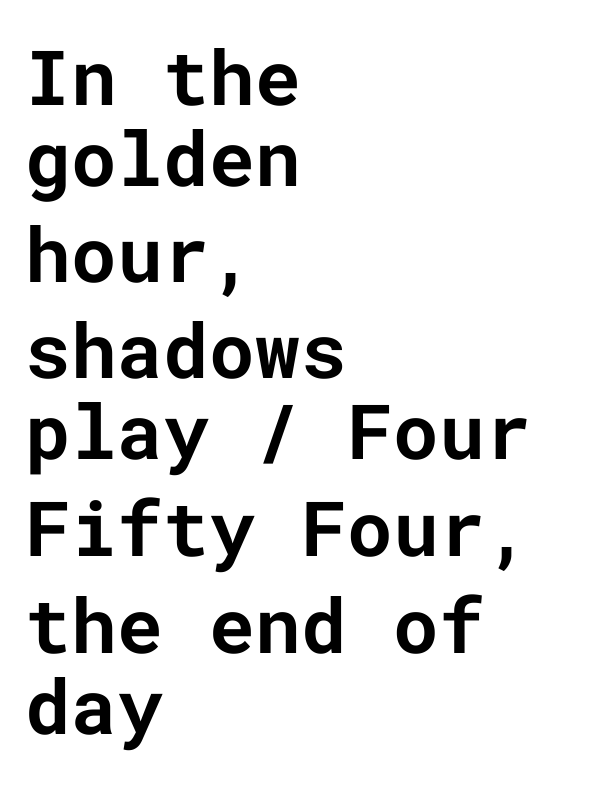 In the
golden
hour,
shadows
play / Four
Fifty Four,
the end of
day